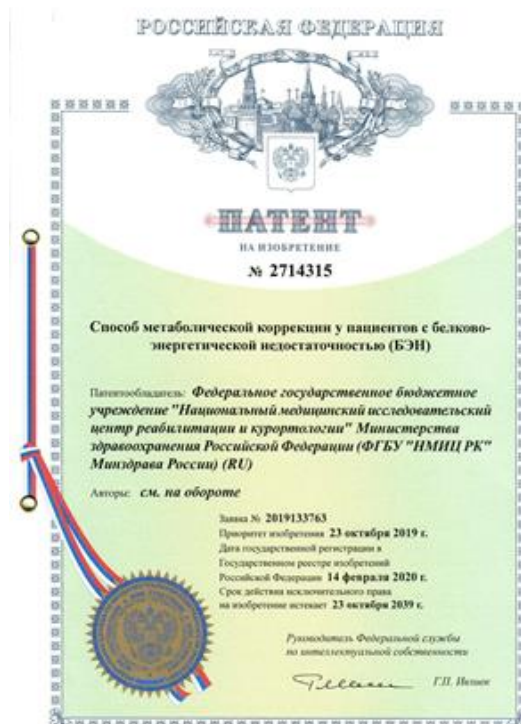 РОССИЙСКАЯ ФЕДЕРАЦИЯ
ПАТЕНТ
НА ИЗОБРЕТЕНИЕ
№ 2714315
Способ метаболической коррекции у пациентов с белково-
энергетической недостаточностью (БЭН)
Патентообладатель: Федеральное государственное бюджетное
учреждение "Национальный медицинский исследовательский
центр реабилитации и курортологии" Министерства
здравоохранения Российской Федерации (ФГБУ "НМИЦ РК"
Минздрава России) (RU)
Авторы: см. на обороте
Заявка № 2019133763
Приоритет изобретения 23 октября 2019 г.
Дата государственной регистрации в
Государственном реестре изобретений
Российской Федерации 14 февраля 2020 г.
Срок действия исключительного права
на изобретение истекает 23 октября 2039 г.
Руководитель Федеральной службы
по интеллектуальной собственности
Г.П. Ивлиев